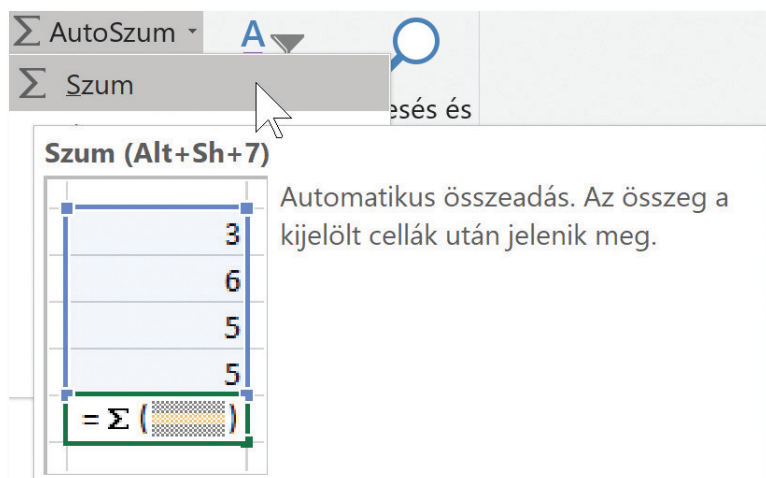 Σ AutoSzum
A
Σ Szum
esés és
Szum (Alt+Sh+7)
Automatikus összeadás. Az összeg a
kijelölt cellák után jelenik meg.
3
6
5
5
= Σ ( )